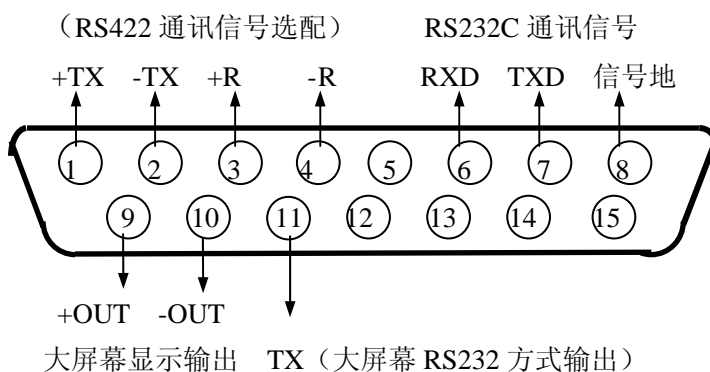 （RS422 通讯信号选配） RS232C 通讯信号
+TX -TX +R -R RXD TXD 信号地
1 2 3 4 5 6 7 8
9 10 11 12 13 14 15
+OUT -OUT
大屏幕显示输出 TX（大屏幕 RS232 方式输出）